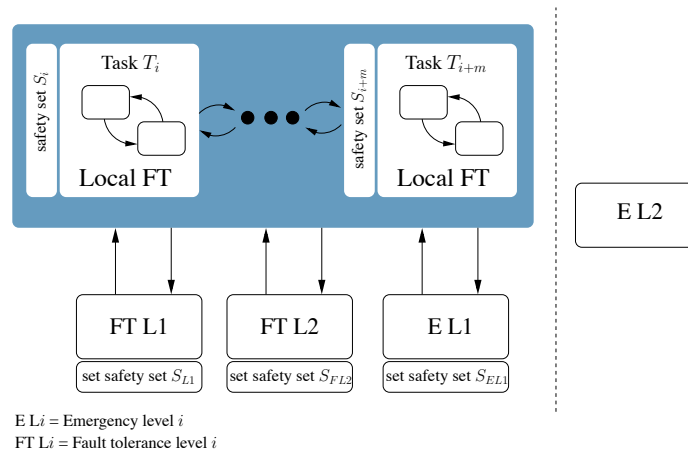 safety set S_i
Task T_i
Local FT
safety set S_{i+m}
Task T_{i+m}
Local FT
E L2
FT L1
FT L2
E L1
set safety set S_{L1}
set safety set S_{FL2}
set safety set S_{EL1}
E Li = Emergency level i
FT Li = Fault tolerance level i